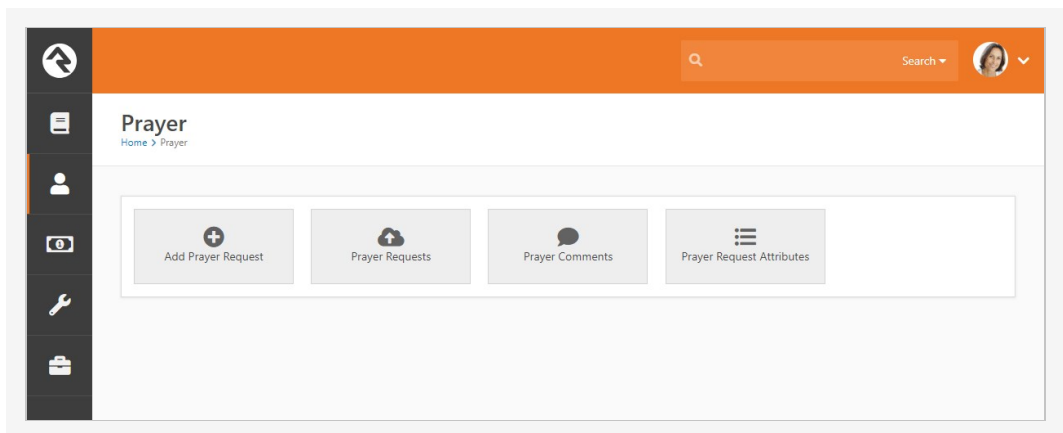 Search
Prayer
Home > Prayer
Add Prayer Request
Prayer Requests
Prayer Comments
Prayer Request Attributes